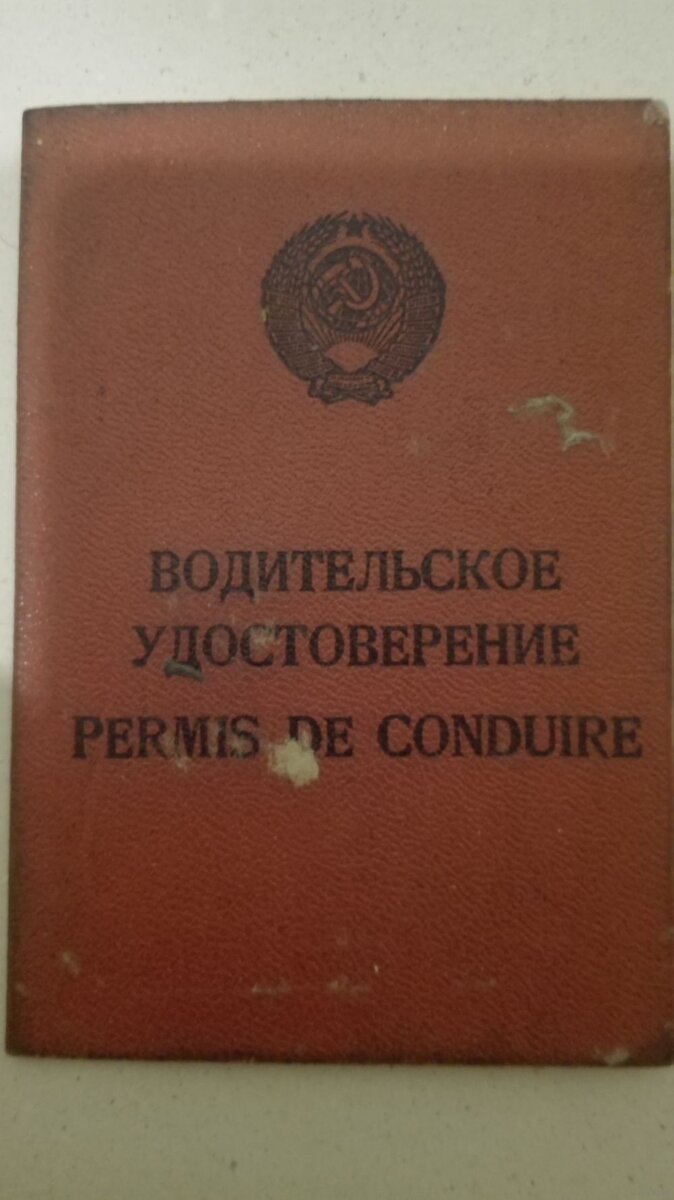 ВОДИТЕЛЬСКОЕ
УДОСТОВЕРЕНИЕ
PERMIS DE CONDUIRE